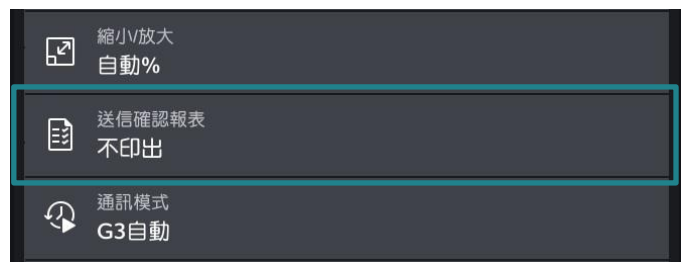 縮小/放大
自動%
送信確認報表
不印出
通訊模式
G3自動